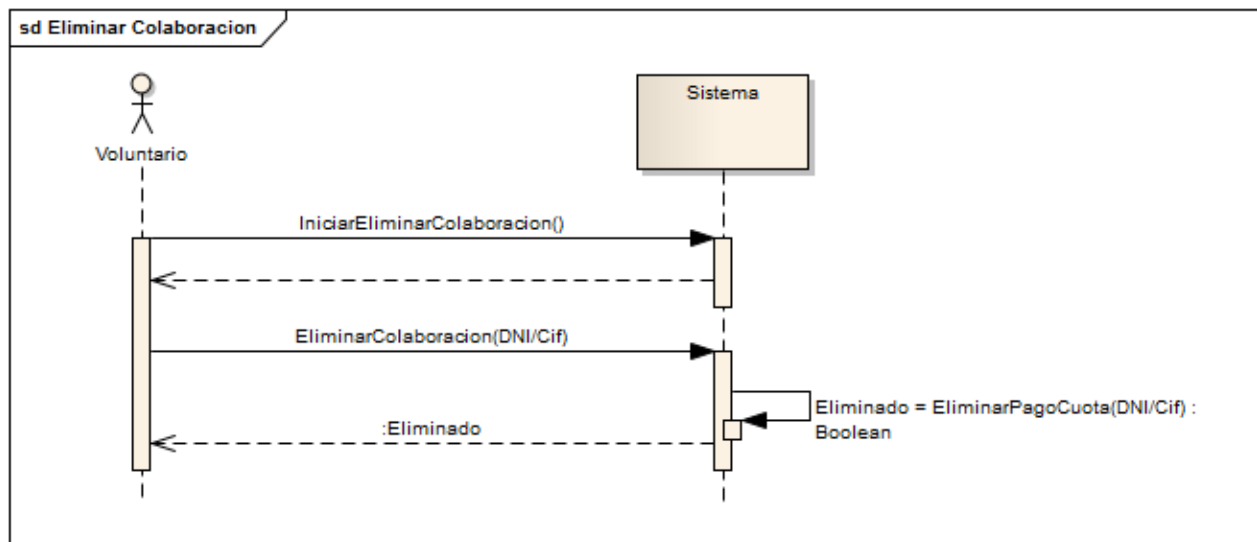 sd Eliminar Colaboracion
Voluntario
Sistema
IniciarEliminarColaboracion()
EliminarColaboracion(DNI/Cif)
Eliminado = EliminarPagoCuota(DNI/Cif) :
Boolean
:Eliminado